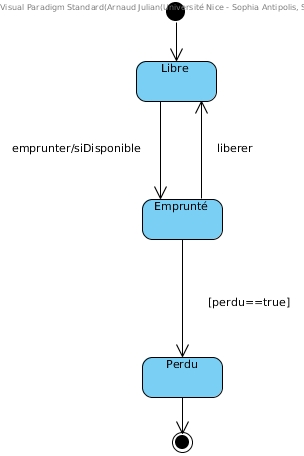 Visual Paradigm Standard(Arnaud Julian(Université Nice - Sophia Antipolis, S
Libre
emprunter/siDisponible
liberer
Emprunté
[perdu==true]
Perdu